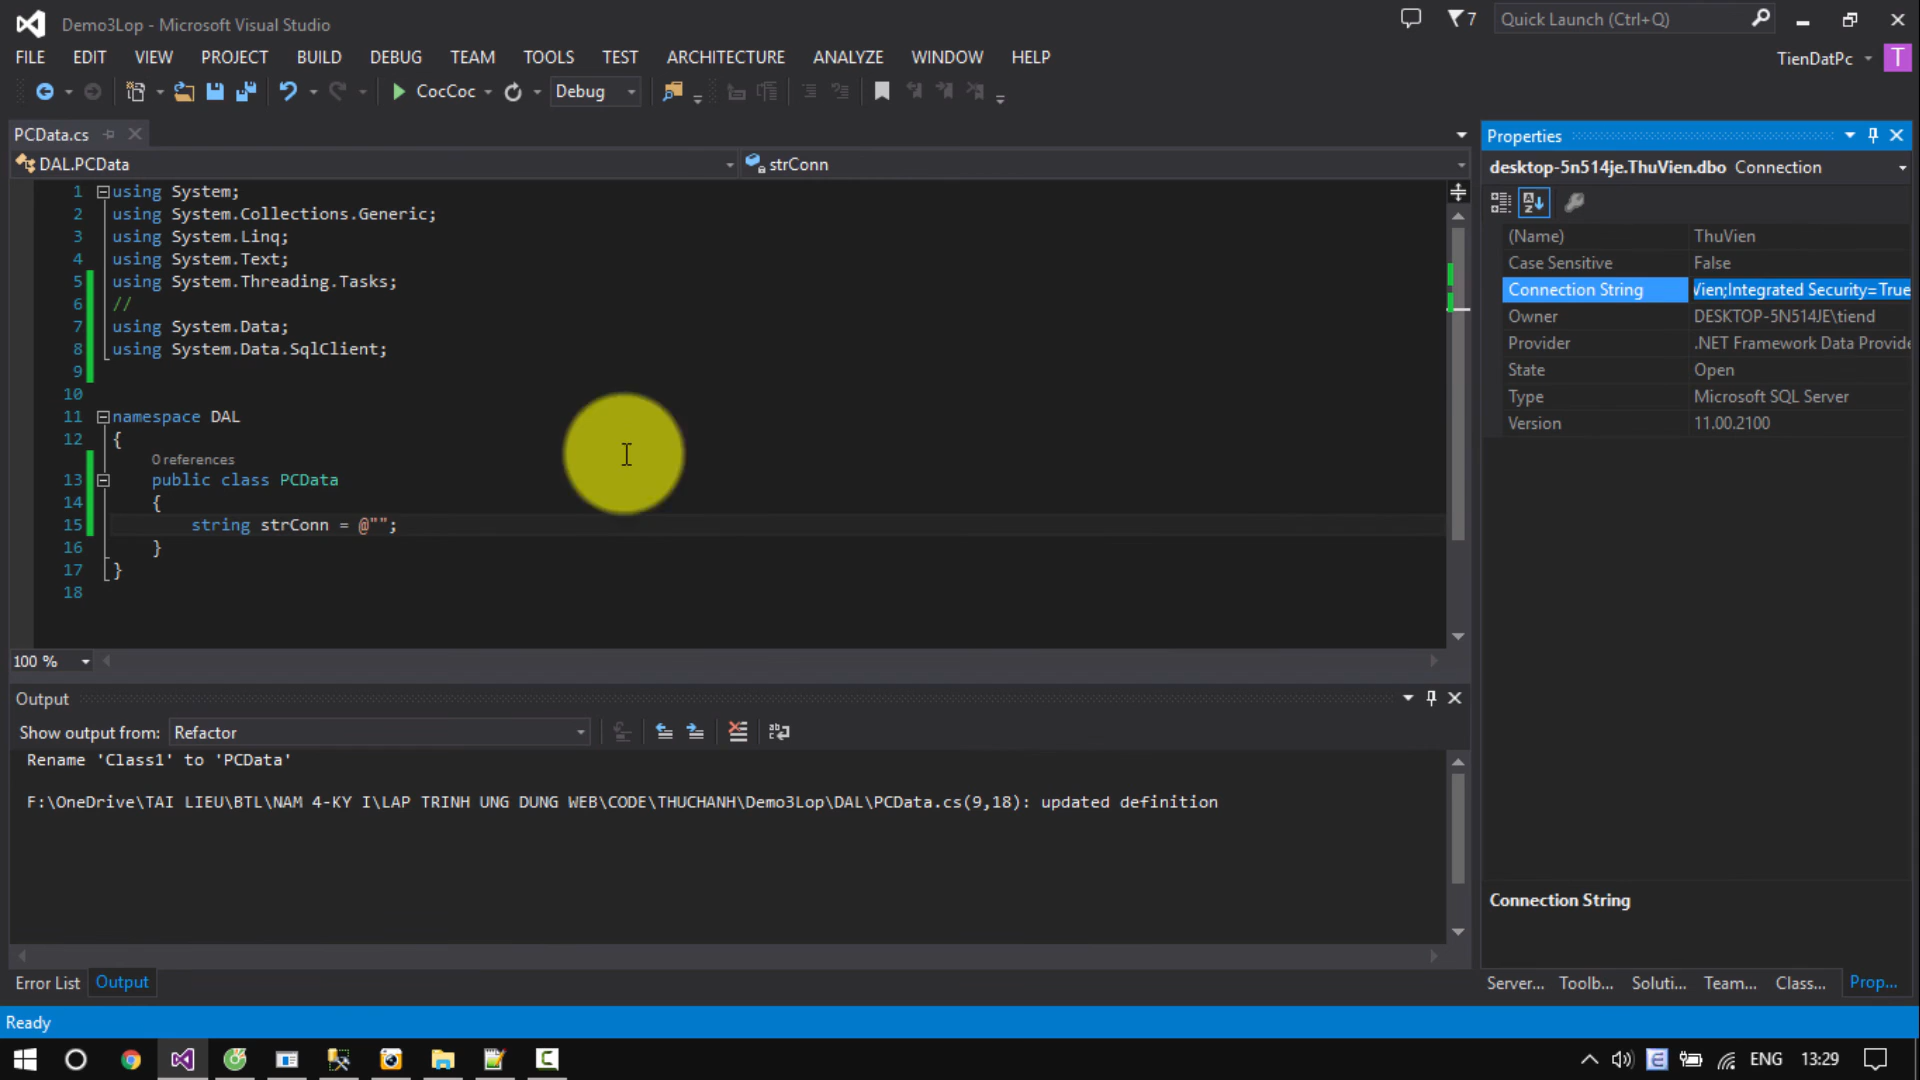 Demo3Lop - Microsoft Visual Studio
7
Quick Launch (Ctrl+Q)
FILE EDIT VIEW PROJECT BUILD DEBUG TEAM TOOLS TEST ARCHITECTURE ANALYZE WINDOW HELP
TienDatPc
T
CocCoc
Debug
PCData.cs
DAL.PCData
strConn
1 using System;
2 using System.Collections.Generic;
3 using System.Linq;
4 using System.Text;
5 using System.Threading.Tasks;
6 //
7 using System.Data;
8 using System.Data.SqlClient;
9
10
11 namespace DAL
12 {
0 references
13 public class PCData
14 {
15 string strConn = @"";
16 }
17 }
18
100 %
Output
Show output from: Refactor
Rename 'Class1' to 'PCData'
F:\OneDrive\TAI LIEU\BTL\NAM 4-KY I\LAP TRINH UNG DUNG WEB\CODE\THUCHANH\Demo3Lop\DAL\PCData.cs(9,18): updated definition
Error List Output
Properties
desktop-5n514je.ThuVien.dbo Connection
(Name) ThuVien
Case Sensitive False
Connection String Vien;Integrated Security=True
Owner DESKTOP-5N514JE\tiend
Provider .NET Framework Data Provide
State Open
Type Microsoft SQL Server
Version 11.00.2100
Connection String
Server... Toolb... Soluti... Team... Class... Prop...
Ready
ENG 13:29